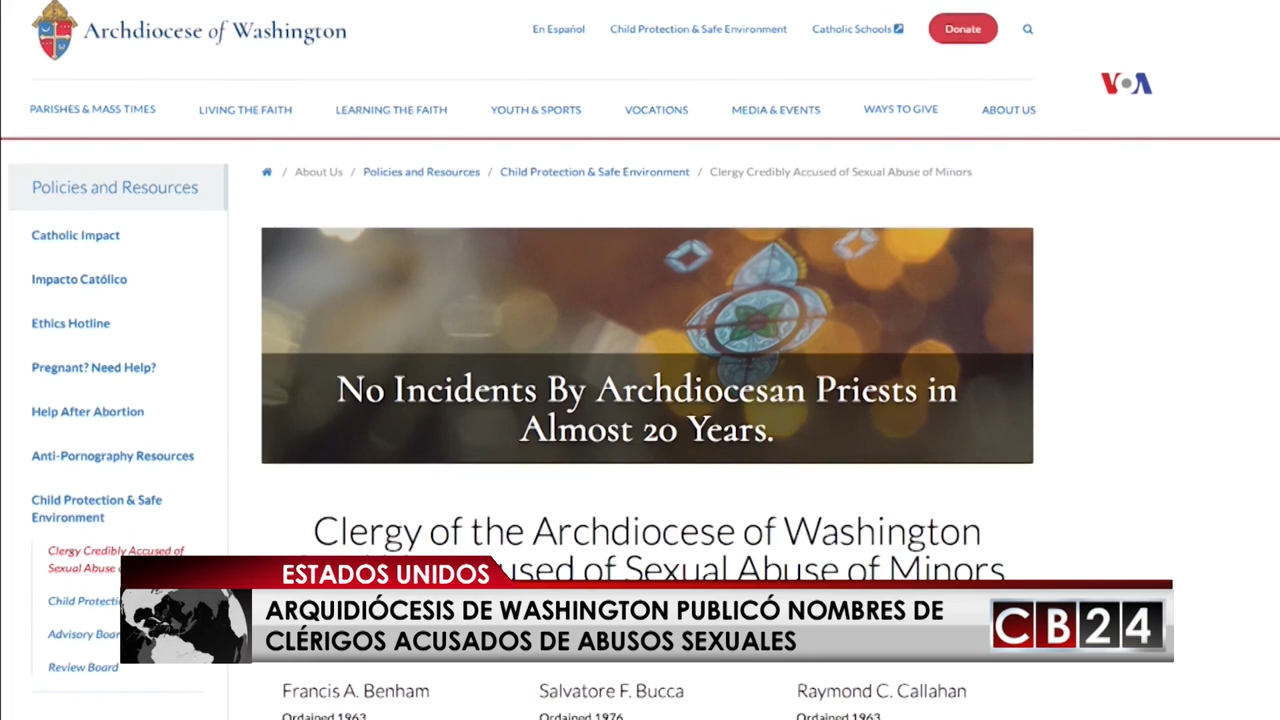 Archdiocese of Washington
En Español
Child Protection & Safe Environment
Catholic Schools
Donate
VOA
PARISHES & MASS TIMES
LIVING THE FAITH
LEARNING THE FAITH
YOUTH & SPORTS
VOCATIONS
MEDIA & EVENTS
WAYS TO GIVE
ABOUT US
/ About Us / Policies and Resources / Child Protection & Safe Environment / Clergy Credibly Accused of Sexual Abuse of Minors
Policies and Resources
Catholic Impact
Impacto Católico
Ethics Hotline
Pregnant? Need Help?
Help After Abortion
Anti-Pornography Resources
Child Protection & Safe
Environment
Clergy Credibly Accused of
Sexual Abuse
Child
Advisory
Review Board
No Incidents By Archdiocesan Priests in
Almost 20 Years.
Clergy of the Archdiocese of Washington
of Sexual Abuse of Minors
ESTADOS UNIDOS
ARQUIDIÓCESIS DE WASHINGTON PUBLICÓ NOMBRES DE
CLÉRIGOS ACUSADOS DE ABUSOS SEXUALES
CB24
Francis A. Benham
Salvatore F. Bucca
Raymond C. Callahan
Ordained 1963
Ordained 1976
Ordained 1963